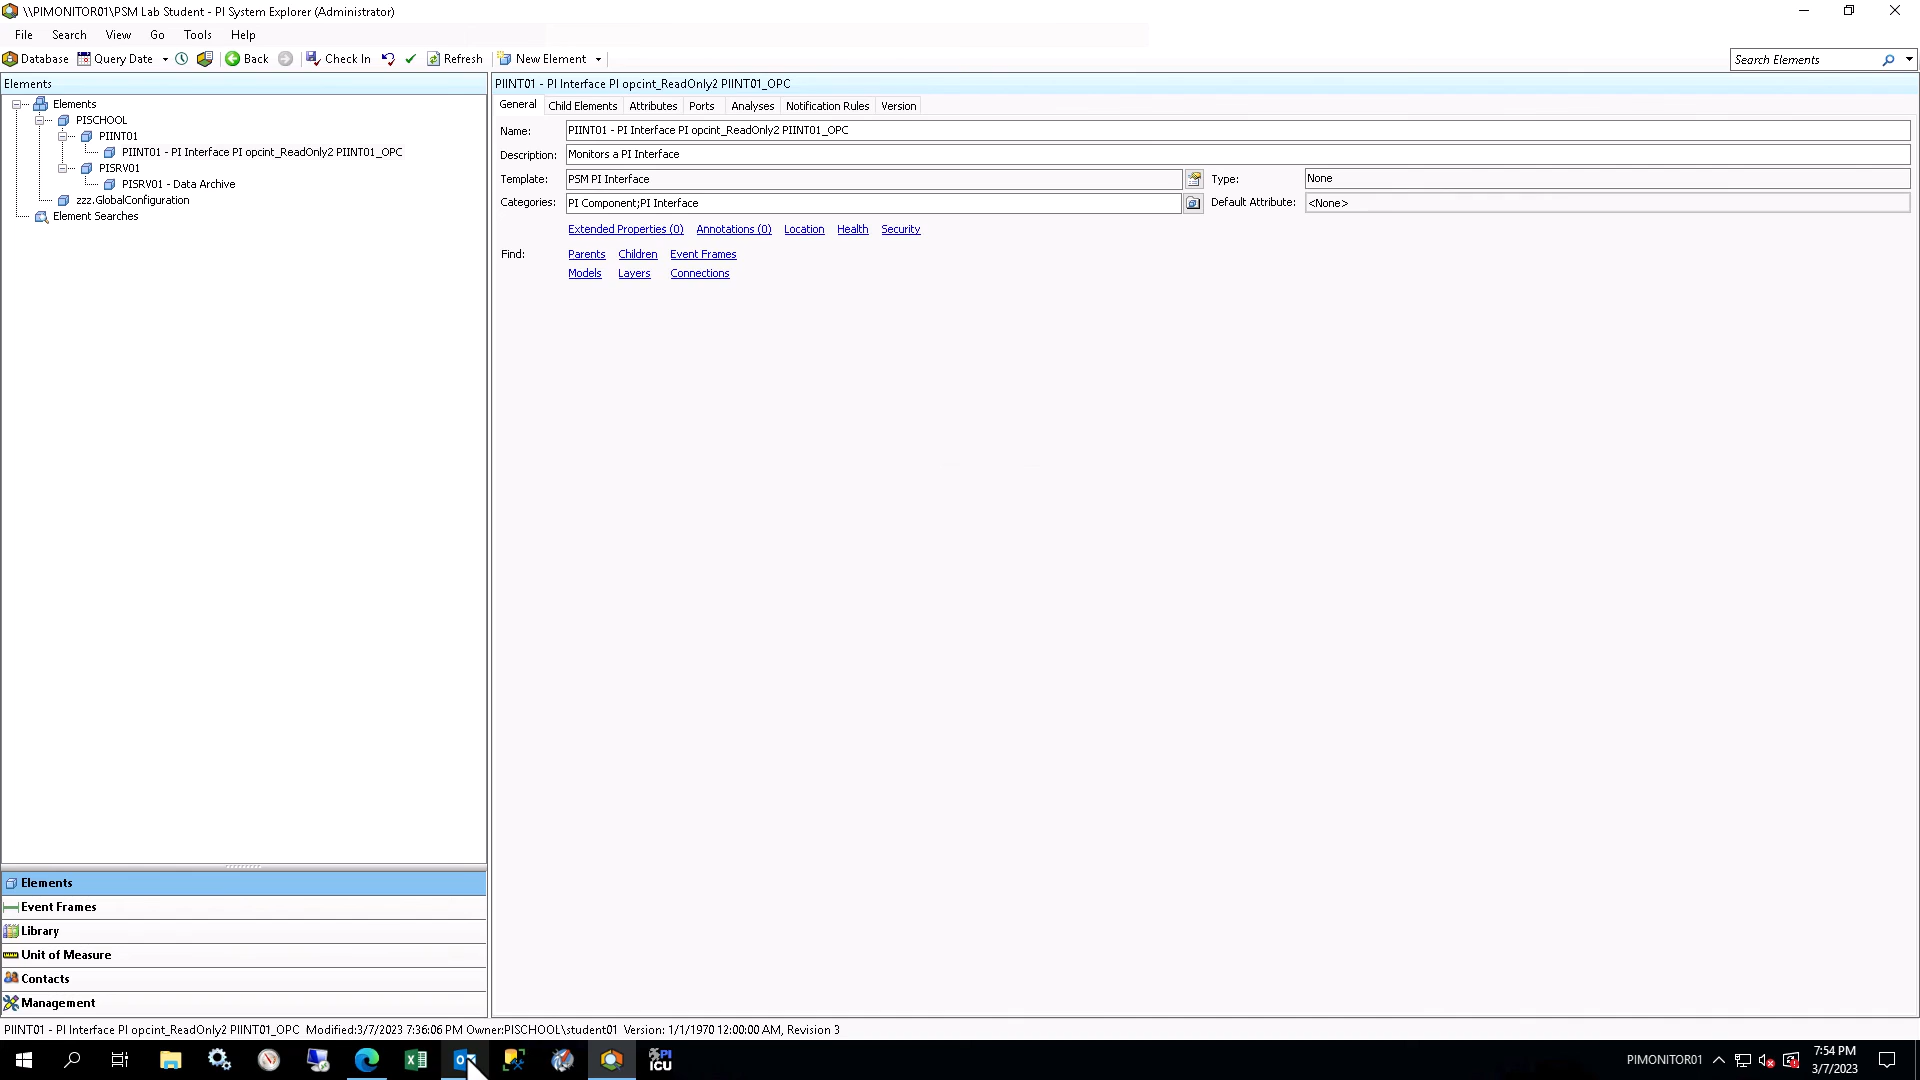 \\PIMONITOR01\PSM Lab Student - PI System Explorer (Administrator)
File Search View Go Tools Help
Database Query Date Back Check In Refresh New Element Search Elements
Elements
Elements
PISCHOOL
PIINT01
PIINT01 - PI Interface PI opcint_ReadOnly2 PIINT01_OPC
PISRV01
PISRV01 - Data Archive
zzz.GlobalConfiguration
Element Searches
PIINT01 - PI Interface PI opcint_ReadOnly2 PIINT01_OPC
General Child Elements Attributes Ports Analyses Notification Rules Version
Name: PIINT01 - PI Interface PI opcint_ReadOnly2 PIINT01_OPC
Description: Monitors a PI Interface
Template: PSM PI Interface Type: None
Categories: PI Component;PI Interface Default Attribute: <None>
Extended Properties (0) Annotations (0) Location Health Security
Find: Parents Children Event Frames
Models Layers Connections
Elements
Event Frames
Library
Unit of Measure
Contacts
Management
PIINT01 - PI Interface PI opcint_ReadOnly2 PIINT01_OPC Modified:3/7/2023 7:36:06 PM Owner:PISCHOOL\student01 Version: 1/1/1970 12:00:00 AM, Revision 3
PI
ICU
PIMONITOR01
7:54 PM
3/7/2023